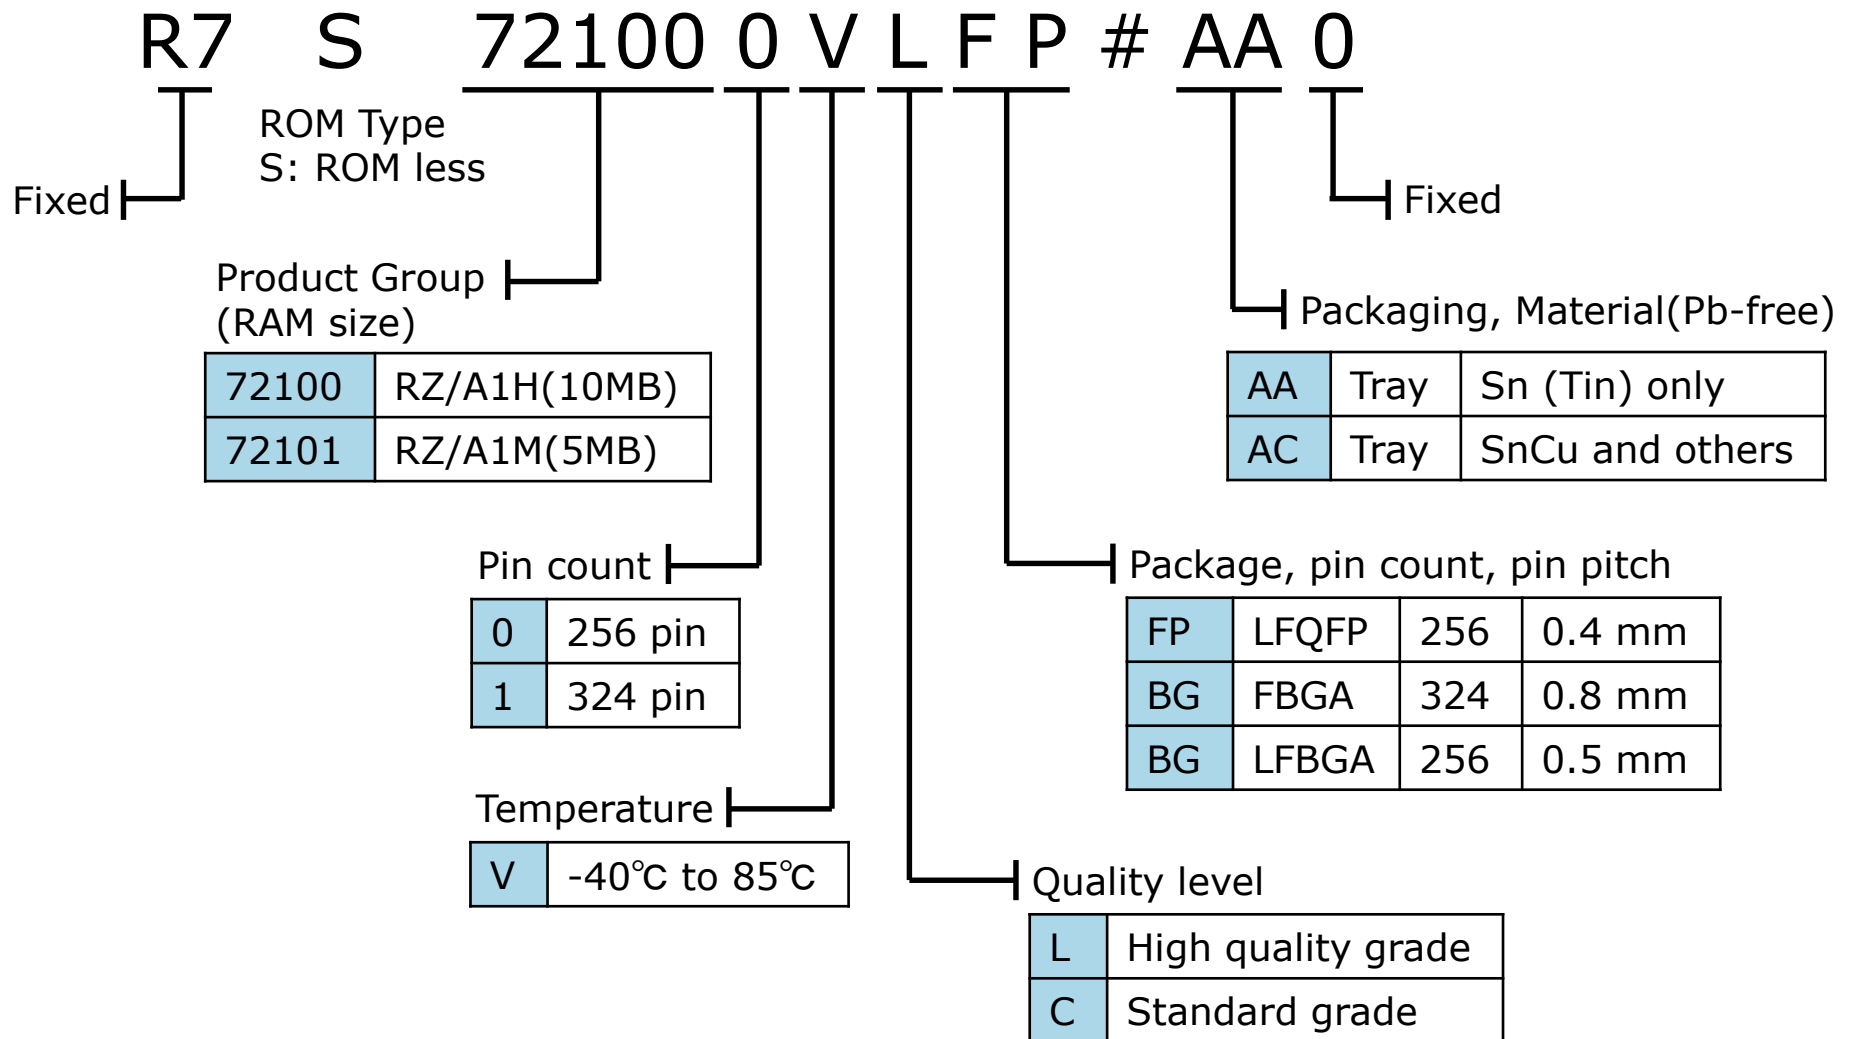 R7 S 72100 0 V L F P # AA 0
ROM Type
S: ROM less
Fixed
Fixed
Product Group
(RAM size)
72100 RZ/A1H(10MB)
72101 RZ/A1M(5MB)
Packaging, Material(Pb-free)
AA Tray Sn (Tin) only
AC Tray SnCu and others
Pin count
0 256 pin
1 324 pin
Package, pin count, pin pitch
FP LFQFP 256 0.4 mm
BG FBGA 324 0.8 mm
BG LFBGA 256 0.5 mm
Temperature
V -40℃ to 85℃
Quality level
L High quality grade
C Standard grade